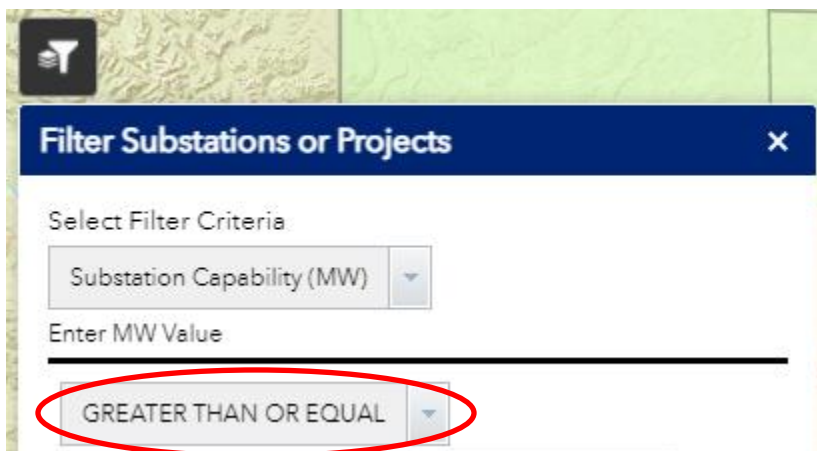 Filter Substations or Projects ×
Select Filter Criteria
Substation Capability (MW)
Enter MW Value
GREATER THAN OR EQUAL